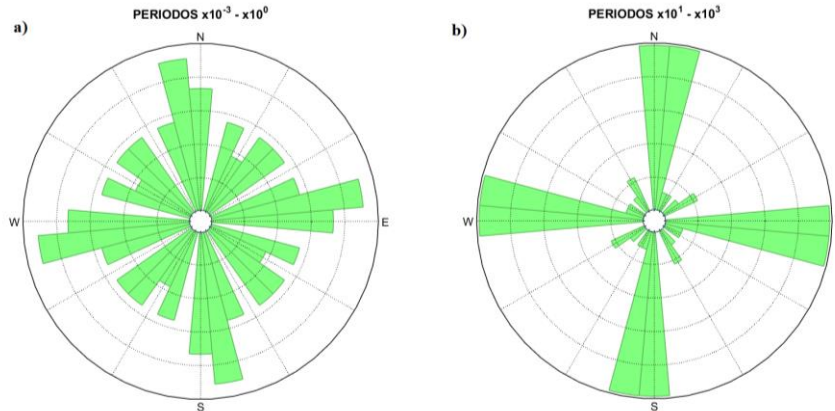 PERIODOS x10⁻³ - x10⁰
a)
N
W
E
S
PERIODOS x10¹ - x10³
b)
N
W
E
S